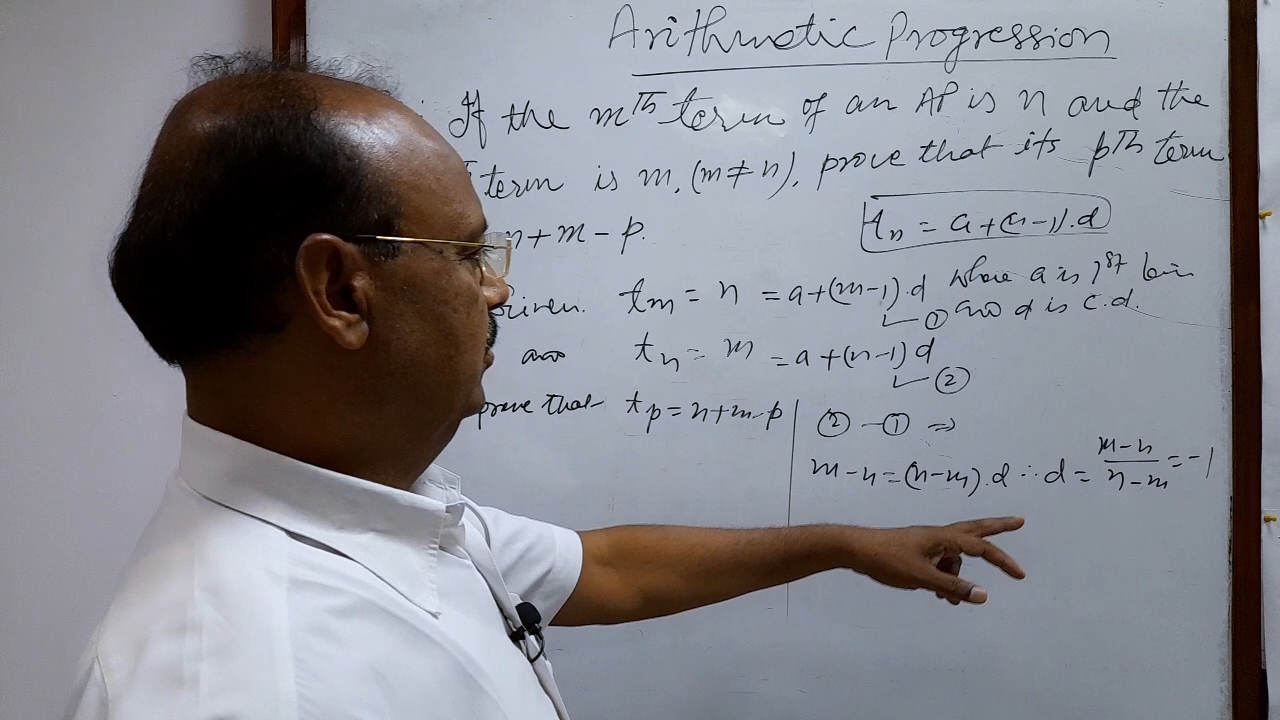 Arithmetic Progression
If the mth term of an AP is n and the
th term is m, (m≠n), prove that its pth term
n+m-p.
tn = a+(n-1).d
Given. tm = n = a+(m-1).d where a is 1st term
① and d is c.d.
and tn = m = a+(n-1)d
②
prove that tp = n+m-p
② - ① ⇒
m-n = (n-m).d ∴ d = m-n/n-m = -1